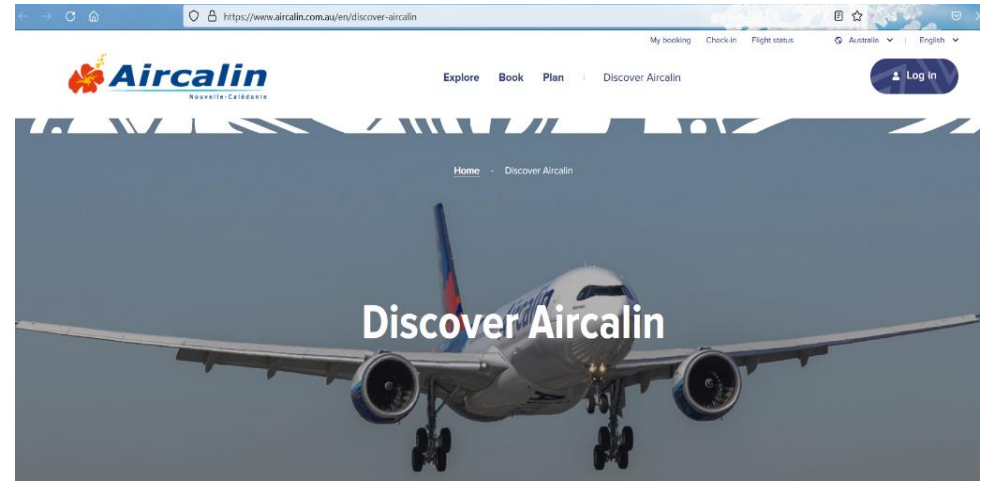 https://www.aircalin.com.au/en/discover-aircalin
My booking Check-in Flight status Australia English
Aircalin
Nouvelle-Calédonie
Explore Book Plan Discover Aircalin Log in
Home - Discover Aircalin
Discover Aircalin